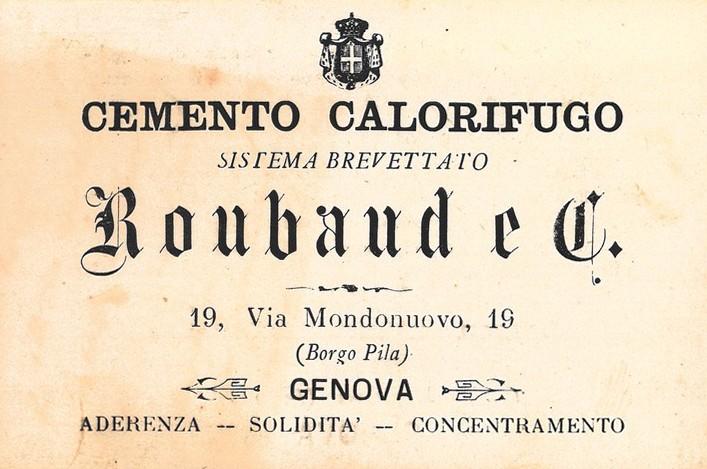 CEMENTO CALORIFUGO
SISTEMA BREVETTATO
Roubaud e C.
19, Via Mondonuovo, 19
(Borgo Pila)
GENOVA
ADERENZA -- SOLIDITA' -- CONCENTRAMENTO